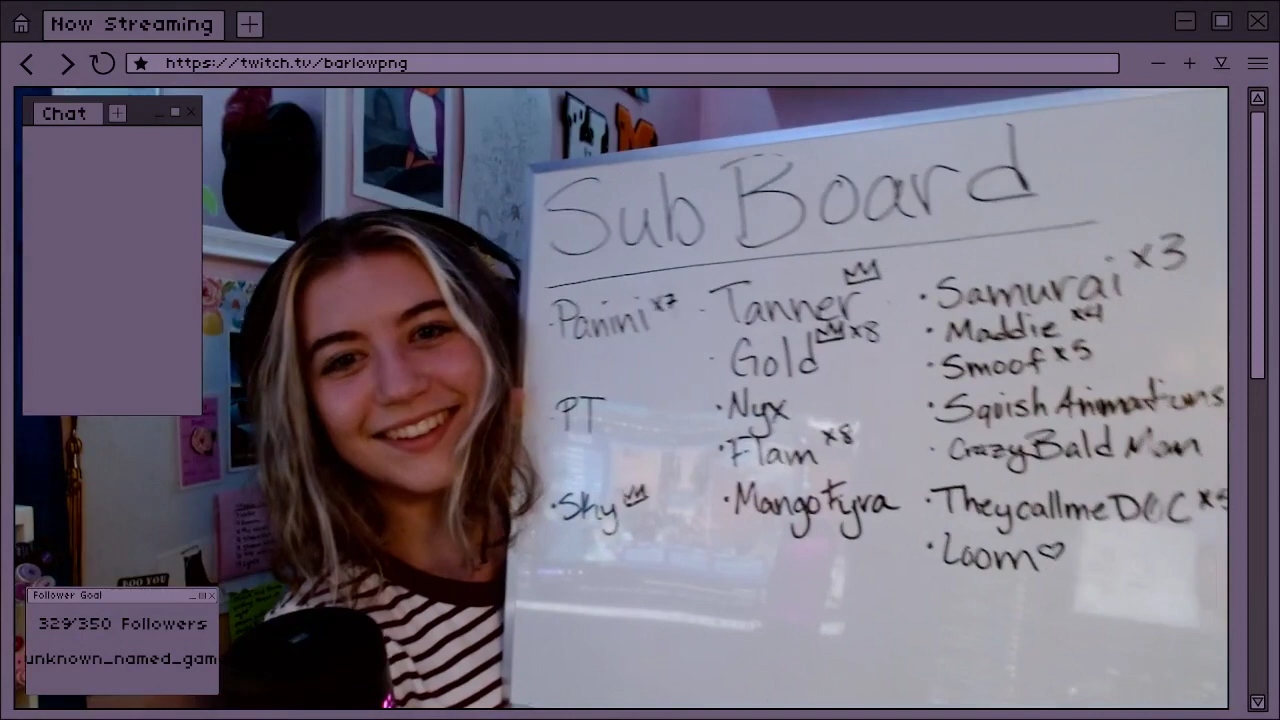 Now Streaming
https://twitch.tv/barlowpng
Chat
Sub Board
Panini x7
PT
Sky
Tanner
Gold x8
Nyx
Flam x8
MangoKyra
Samurai x3
Maddie x4
Smoof x5
Squish Animations
CrazyBald Man
TheycallmeDOC x5
Loom♡
BOO YOU
Follower Goal
329/350 Followers
unknown_named_gam